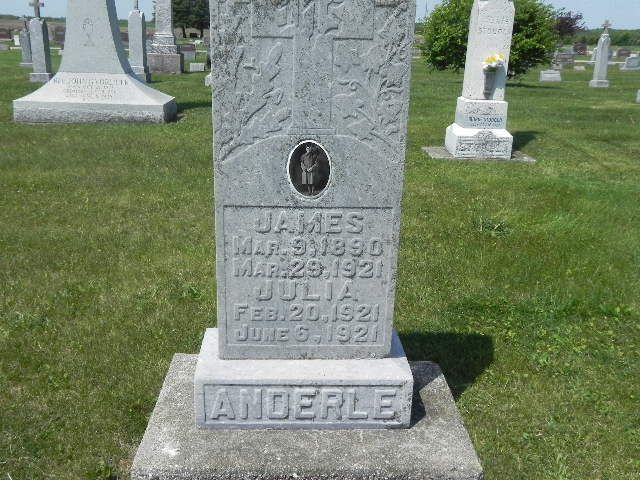 JAMES
MAR. 9, 1890
MAR. 29, 1921
JULIA
FEB. 20, 1921
JUNE 6, 1921
ANDERLE